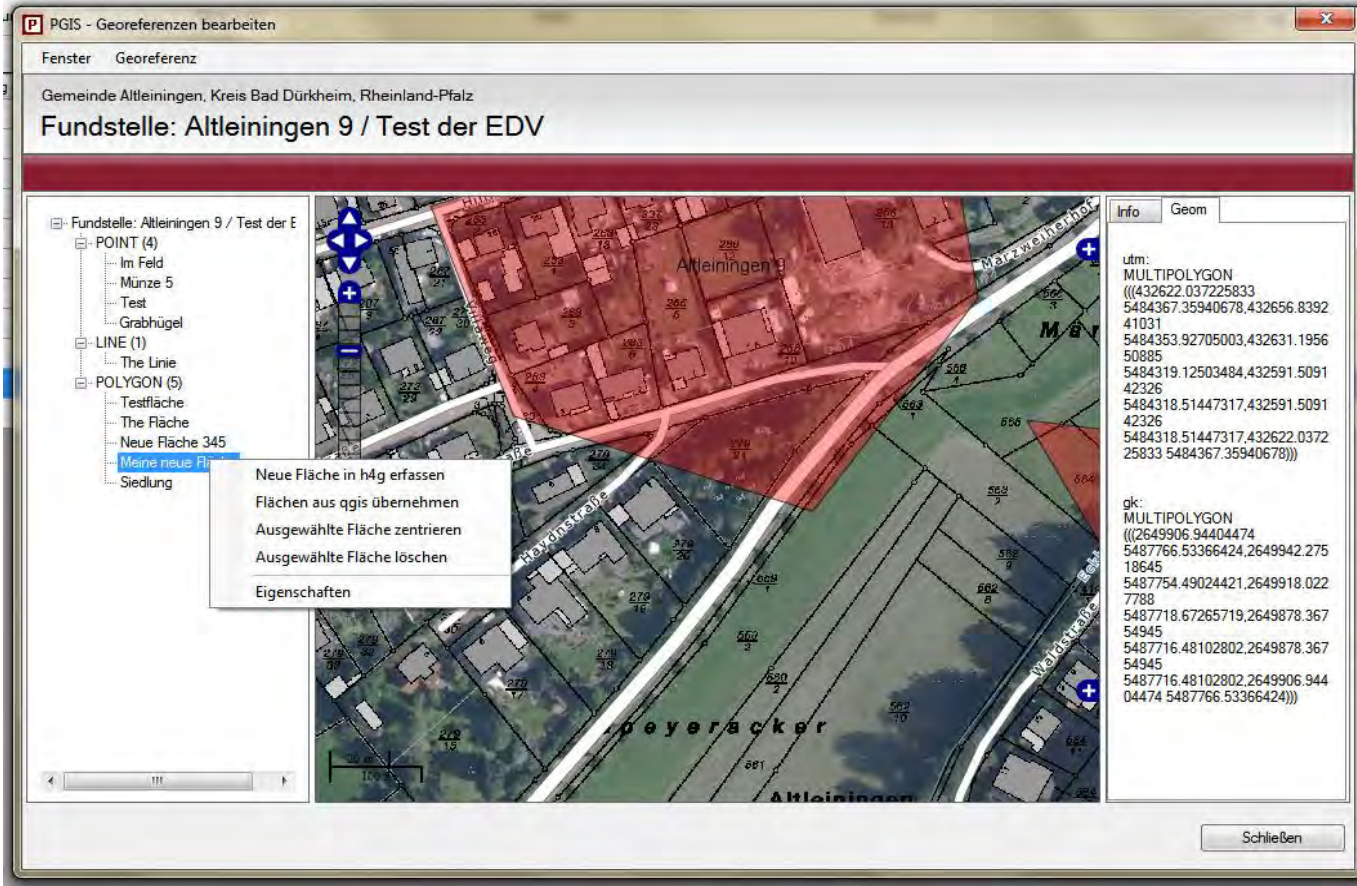 PGIS - Georeferenzen bearbeiten
Fenster Georeferenz
Gemeinde Altleiningen, Kreis Bad Dürkheim, Rheinland-Pfalz
Fundstelle: Altleiningen 9 / Test der EDV
Fundstelle: Altleiningen 9 / Test der E
POINT (4)
Im Feld
Münze 5
Test
Grabhügel
LINE (1)
The Linie
POLYGON (5)
Testfläche
The Fläche
Neue Fläche 345
Meine neue
Siedlung
Neue Fläche in h4g erfassen
Flächen aus qgis übernehmen
Ausgewählte Fläche zentrieren
Ausgewählte Fläche löschen
Eigenschaften
Altleiningen 9
Marzweilerhof
Haydnstraße
Waldstraße
peyeräcker
561
Altleiningen
Info Geom
utm:
MULTIPOLYGON
(((432622.037225833
5484367.35940678,432656.8392
41031
5484353.92705003,432631.1956
50885
5484319.12503484,432591.5091
42326
5484318.51447317,432591.5091
42326
5484318.51447317,432622.0372
25833 5484367.35940678)))
gk:
MULTIPOLYGON
(((2649906.94404474
5487766.53366424,2649942.275
18645
5487754.49024421,2649918.022
7788
5487718.67265719,2649878.367
54945
5487716.48102802,2649878.367
54945
5487716.48102802,2649906.944
04474 5487766.53366424)))
Schließen